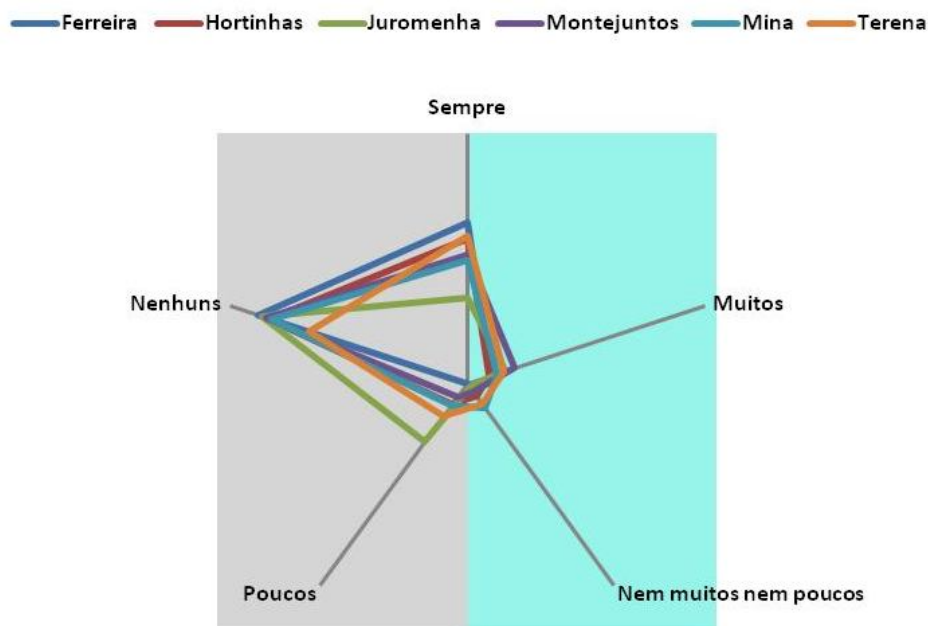 Ferreira Hortinhas Juromenha Montejuntos Mina Terena
Sempre
Nenhuns Muitos
Poucos Nem muitos nem poucos